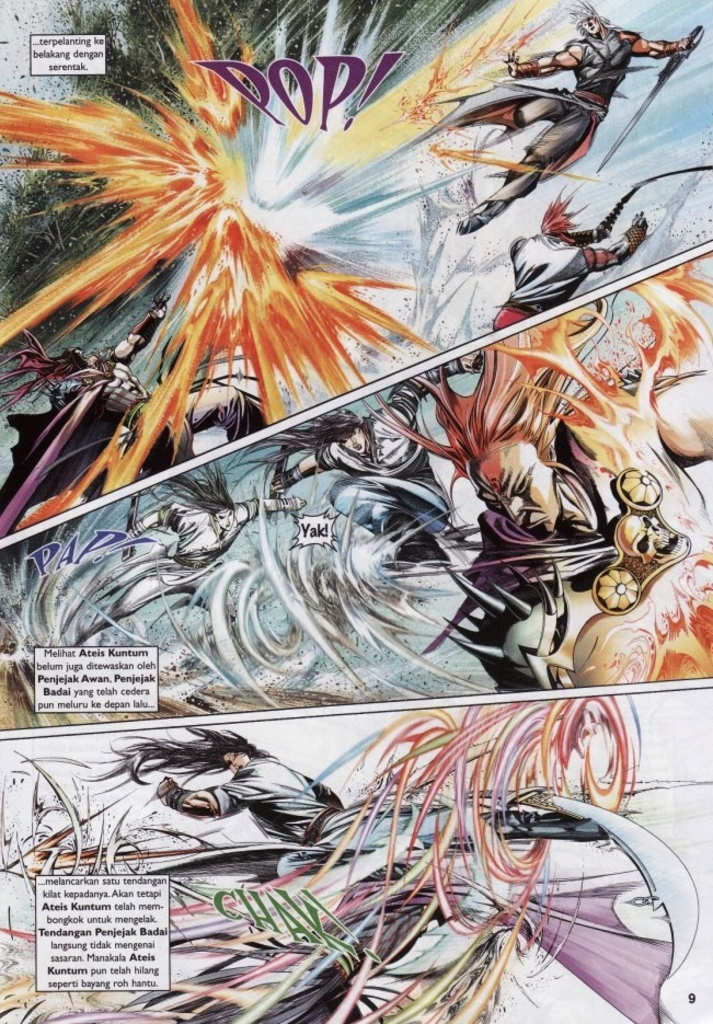 ...terpelanting ke
belakang dengan
serentak.
POP!
Yak!
PAP!
Melihat Ateis Kuntum
belum juga ditewaskan oleh
Penjejak Awan, Penjejak
Badai yang telah cedera
pun meluru ke depan lalu...
...melancarkan satu tendangan
kilat kepadanya. Akan tetapi
Ateis Kuntum telah mem-
bongkok untuk mengelak.
Tendangan Penjejak Badai
langsung tidak mengenai
sasaran. Manakala Ateis
Kuntum pun telah hilang
seperti bayang roh hantu.
CHAK!
9